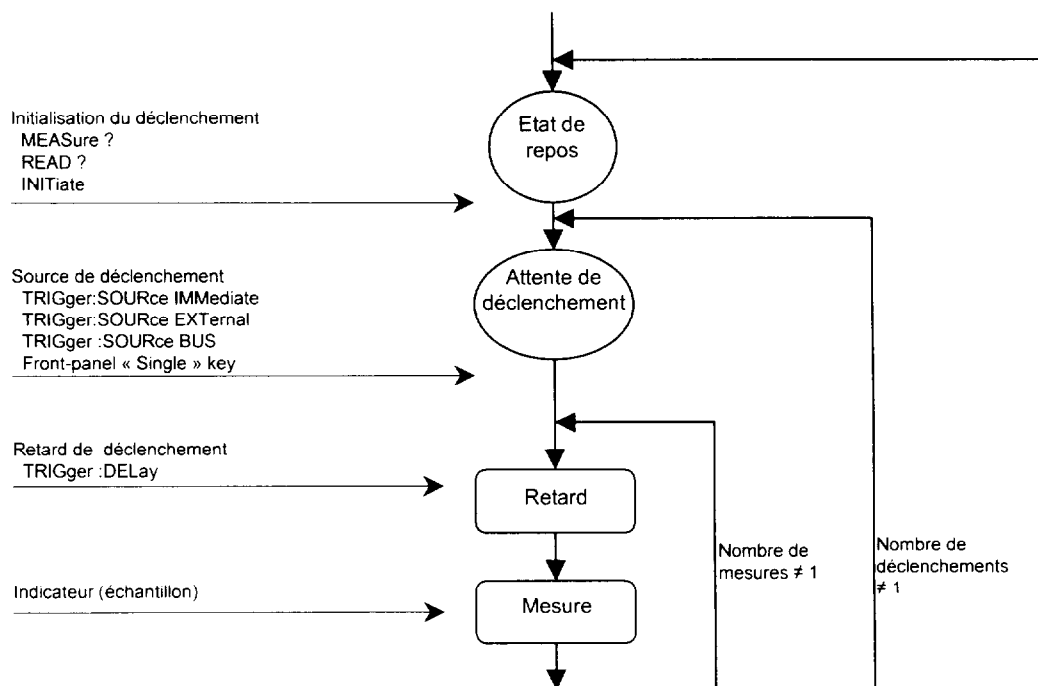 Initialisation du déclenchement
MEASure ?
READ ?
INITiate
Etat de
repos
Source de déclenchement
TRIGger:SOURce IMMediate
TRIGger:SOURce EXTernal
TRIGger :SOURce BUS
Front-panel « Single » key
Attente de
déclenchement
Retard de déclenchement
TRIGger :DELay
Retard
Indicateur (échantillon)
Mesure
Nombre de
mesures ≠ 1
Nombre de
déclenchements
≠ 1